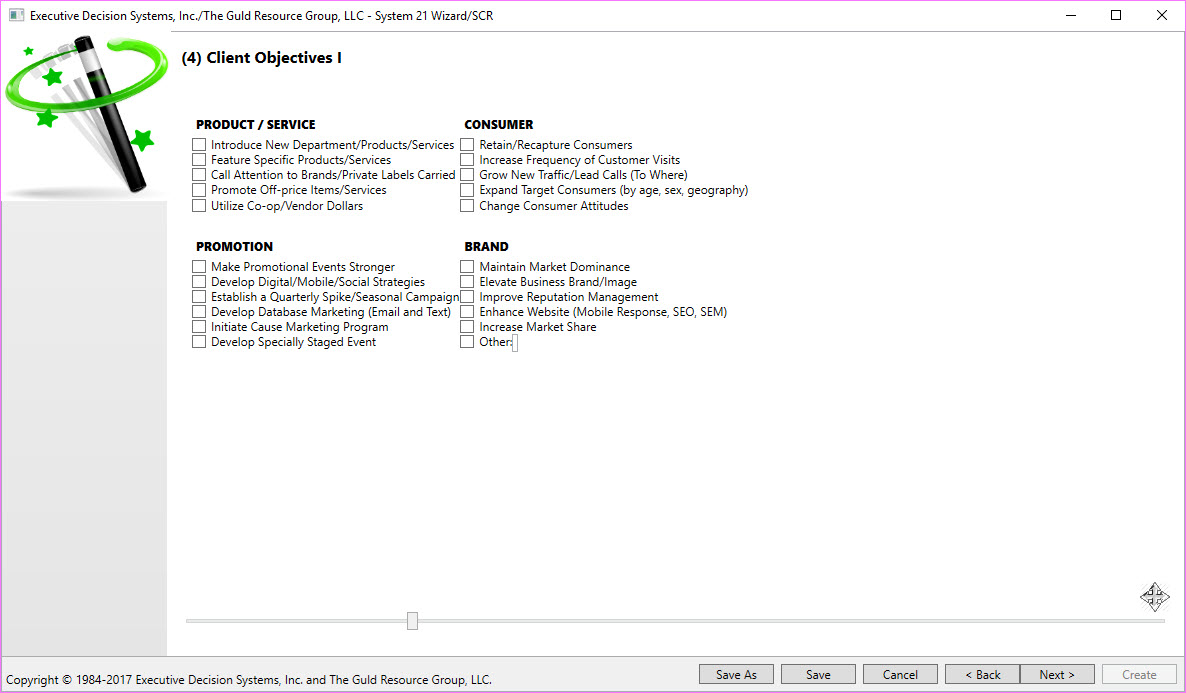 Executive Decision Systems, Inc./The Guld Resource Group, LLC - System 21 Wizard/SCR
(4) Client Objectives I
PRODUCT / SERVICE
Introduce New Department/Products/Services
Feature Specific Products/Services
Call Attention to Brands/Private Labels Carried
Promote Off-price Items/Services
Utilize Co-op/Vendor Dollars
CONSUMER
Retain/Recapture Consumers
Increase Frequency of Customer Visits
Grow New Traffic/Lead Calls (To Where)
Expand Target Consumers (by age, sex, geography)
Change Consumer Attitudes
PROMOTION
Make Promotional Events Stronger
Develop Digital/Mobile/Social Strategies
Establish a Quarterly Spike/Seasonal Campaign
Develop Database Marketing (Email and Text)
Initiate Cause Marketing Program
Develop Specially Staged Event
BRAND
Maintain Market Dominance
Elevate Business Brand/Image
Improve Reputation Management
Enhance Website (Mobile Response, SEO, SEM)
Increase Market Share
Other:
Copyright © 1984-2017 Executive Decision Systems, Inc. and The Guld Resource Group, LLC.
Save As
Save
Cancel
< Back
Next >
Create